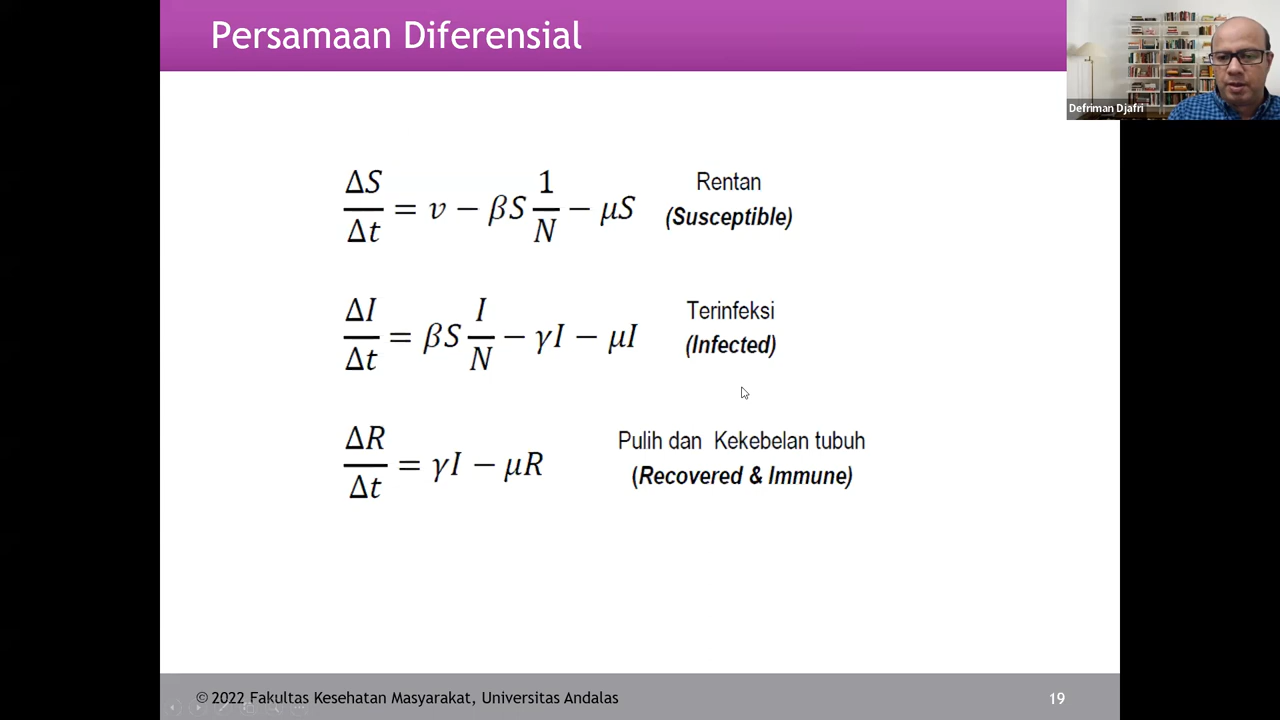 Persamaan Diferensial
Defriman Djafri
ΔS/Δt = v − βS 1/N − μS
Rentan
(Susceptible)
ΔI/Δt = βS I/N − γI − μI
Terinfeksi
(Infected)
ΔR/Δt = γI − μR
Pulih dan Kekebelan tubuh
(Recovered & Immune)
© 2022 Fakultas Kesehatan Masyarakat, Universitas Andalas
19